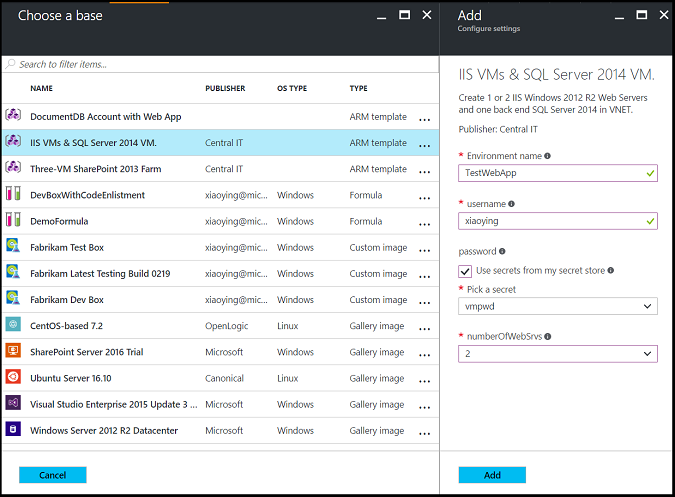 Choose a base
Search to filter items...
NAME PUBLISHER OS TYPE TYPE
DocumentDB Account with Web App ARM template ...
IIS VMs & SQL Server 2014 VM. Central IT ARM template ...
Three-VM SharePoint 2013 Farm Central IT ARM template ...
DevBoxWithCodeEnlistment xiaoying@mic... Windows Formula ...
DemoFormula xiaoying@mic... Windows Formula ...
Fabrikam Test Box xiaoying@mic... Windows Custom image ...
Fabrikam Latest Testing Build 0219 xiaoying@mic... Windows Custom image ...
Fabrikam Dev Box xiaoying@mic... Windows Custom image ...
CentOS-based 7.2 OpenLogic Linux Gallery image ...
SharePoint Server 2016 Trial Microsoft Windows Gallery image ...
Ubuntu Server 16.10 Canonical Linux Gallery image ...
Visual Studio Enterprise 2015 Update 3 ... Microsoft Windows Gallery image ...
Windows Server 2012 R2 Datacenter Microsoft Windows Gallery image ...
Cancel
Add
Configure settings
IIS VMs & SQL Server 2014 VM.
Create 1 or 2 IIS Windows 2012 R2 Web Servers
and one back end SQL Server 2014 in VNET.
Publisher: Central IT
* Environment name
TestWebApp
* username
xiaoying
password
Use secrets from my secret store
* Pick a secret
vmpwd
* numberOfWebSrvs
2
Add